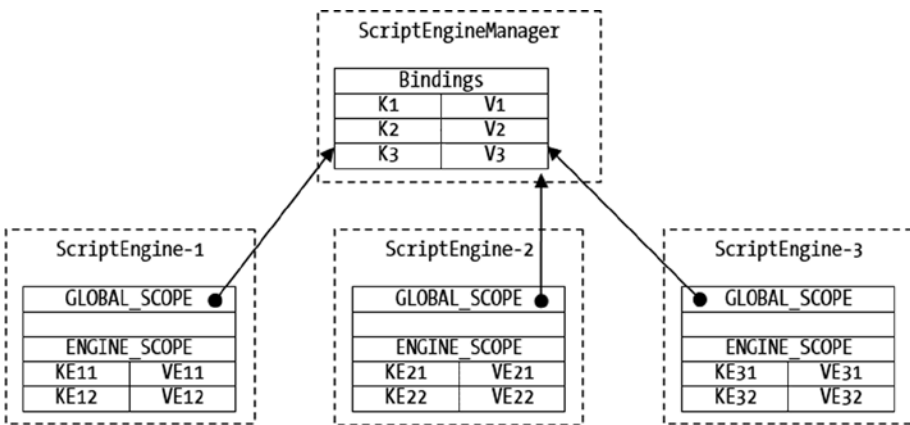 ScriptEngineManager
Bindings
K1 V1
K2 V2
K3 V3
ScriptEngine-1
GLOBAL_SCOPE
ENGINE_SCOPE
KE11 VE11
KE12 VE12
ScriptEngine-2
GLOBAL_SCOPE
ENGINE_SCOPE
KE21 VE21
KE22 VE22
ScriptEngine-3
GLOBAL_SCOPE
ENGINE_SCOPE
KE31 VE31
KE32 VE32